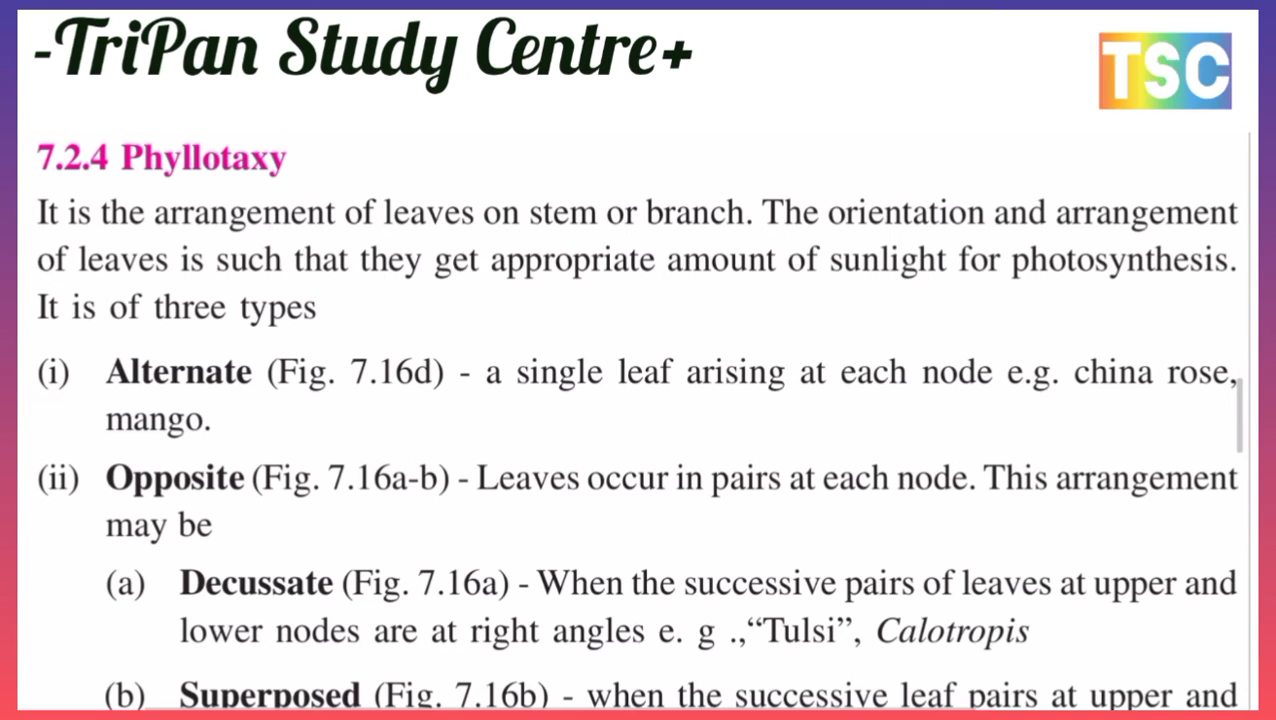 -TriPan Study Centre+
TSC
7.2.4 Phyllotaxy
It is the arrangement of leaves on stem or branch. The orientation and arrangement
of leaves is such that they get appropriate amount of sunlight for photosynthesis.
It is of three types
(i) Alternate (Fig. 7.16d) - a single leaf arising at each node e.g. china rose,
mango.
(ii) Opposite (Fig. 7.16a-b) - Leaves occur in pairs at each node. This arrangement
may be
(a) Decussate (Fig. 7.16a) - When the successive pairs of leaves at upper and
lower nodes are at right angles e. g .,“Tulsi”, Calotropis
(b) Superposed (Fig. 7.16b) - when the successive leaf pairs at upper and